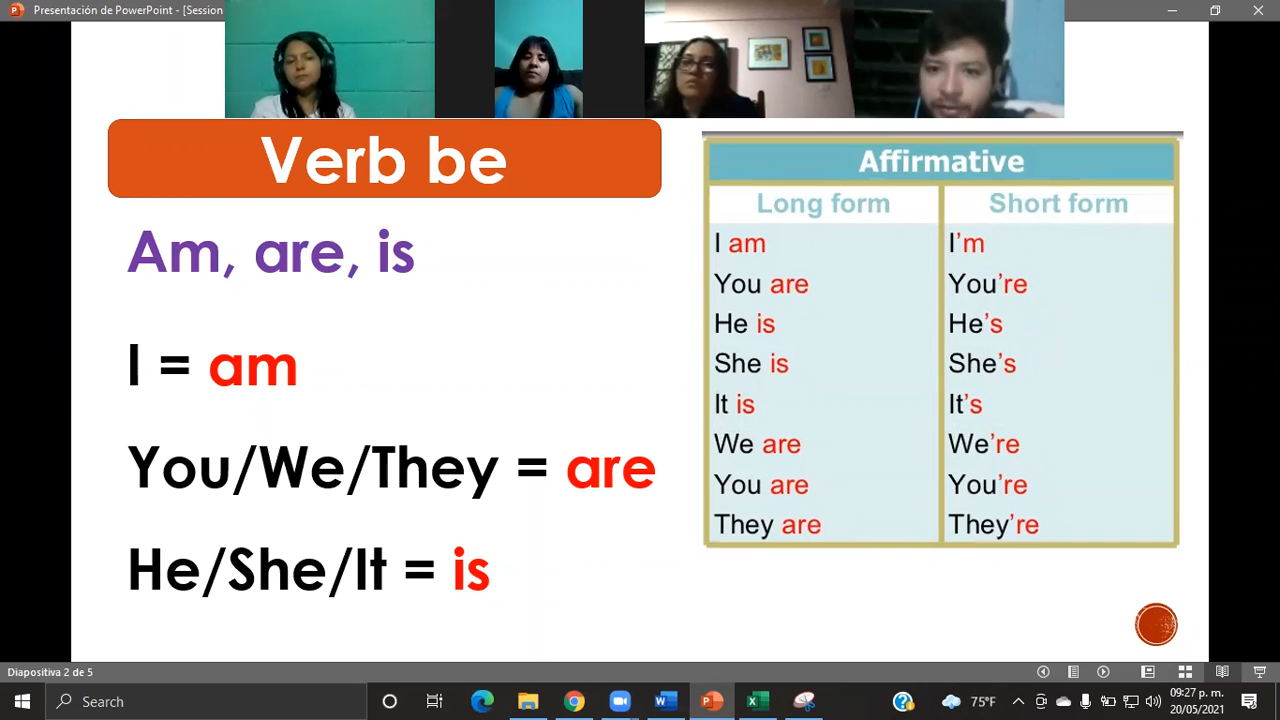 Presentación de PowerPoint - [Session
Verb be
Am, are, is
I = am
You/We/They = are
He/She/It = is
Affirmative
Long form Short form
I am I'm
You are You're
He is He's
She is She's
It is It's
We are We're
You are You're
They are They're
Diapositiva 2 de 5
Search
75°F
09:27 p. m.
20/05/2021